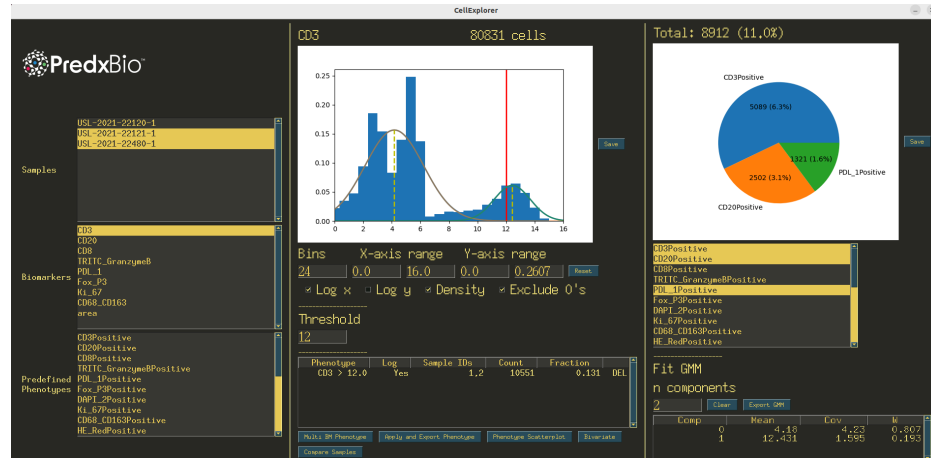 CellExplorer
PredxBio
Samples
USL-2021-22120-1
USL-2021-22121-1
USL-2021-22480-1
Biomarkers
CD3
CD20
CD8
TRITC_GranzymeB
PDL_1
Fox_P3
Ki_67
CD68_CD163
area
Predefined
Phenotypes
CD3Positive
CD20Positive
CD8Positive
TRITC_GranzymeBPositive
PDL_1Positive
Fox_P3Positive
DAPI_2Positive
Ki_67Positive
CD68_CD163Positive
HE_RedPositive
CD3 80831 cells
0.25
0.20
0.15
0.10
0.05
0.00
0 2 4 6 8 10 12 14 16
Save
Bins X-axis range Y-axis range
24 0.0 16.0 0.0 0.2607 Reset
Log x Log y Density Exclude 0's
--------------------
Threshold
12
--------------------
Phenotype Log Sample IDs Count Fraction
CD3 > 12.0 Yes 1,2 10551 0.131 DEL
Multi BM Phenotype Apply and Export Phenotype Phenotype Scatterplot Bivariate
Compare Samples
Total: 8912 (11.0%)
CD3Positive
5089 (6.3%)
1321 (1.6%)
PDL_1Positive
2502 (3.1%)
CD20Positive
Save
CD3Positive
CD20Positive
CD8Positive
TRITC_GranzymeBPositive
PDL_1Positive
Fox_P3Positive
DAPI_2Positive
Ki_67Positive
CD68_CD163Positive
HE_RedPositive
--------------------
Fit GMM
n components
2 Clear Export GMM
Comp Mean Cov W
0 4.18 4.23 0.807
1 12.431 1.595 0.193